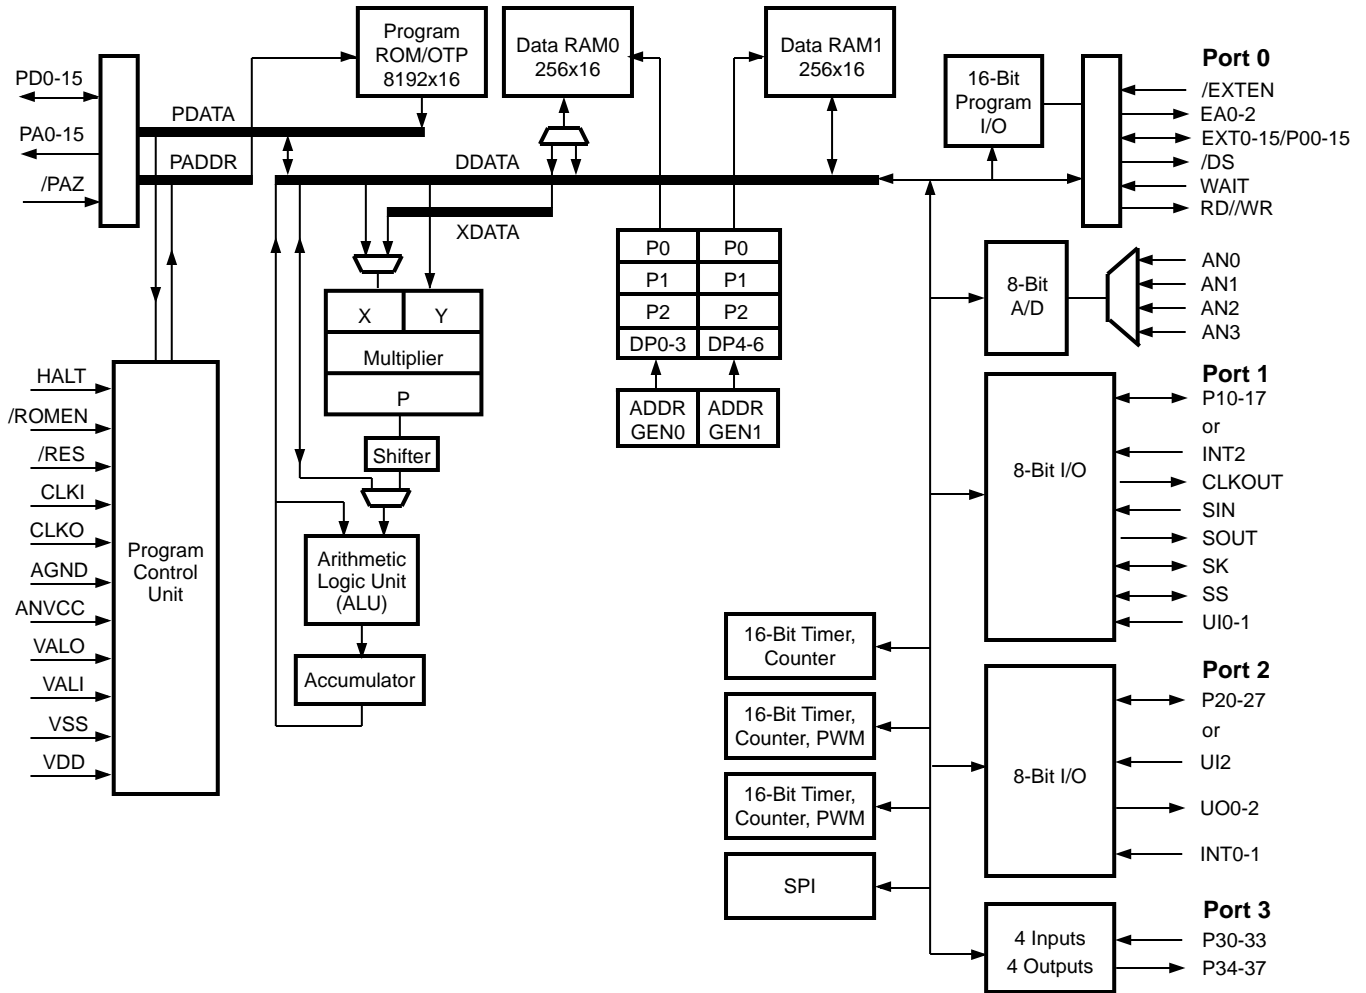 Program
ROM/OTP
8192x16
Data RAM0
256x16
Data RAM1
256x16
16-Bit
Program
I/O
Port 0
/EXTEN
EA0-2
EXT0-15/P00-15
/DS
WAIT
RD//WR
PD0-15
PA0-15
/PAZ
PDATA
PADDR
DDATA
XDATA
P0
P0
P1
P1
P2
P2
DP0-3
DP4-6
ADDR
GEN0
ADDR
GEN1
X
Y
Multiplier
P
Shifter
Arithmetic
Logic Unit
(ALU)
Accumulator
HALT
/ROMEN
/RES
CLKI
CLKO
AGND
ANVCC
VALO
VALI
VSS
VDD
Program
Control
Unit
8-Bit
A/D
AN0
AN1
AN2
AN3
Port 1
8-Bit I/O
P10-17
or
INT2
CLKOUT
SIN
SOUT
SK
SS
UI0-1
16-Bit Timer,
Counter
16-Bit Timer,
Counter, PWM
16-Bit Timer,
Counter, PWM
SPI
Port 2
8-Bit I/O
P20-27
or
UI2
UO0-2
INT0-1
Port 3
4 Inputs
4 Outputs
P30-33
P34-37